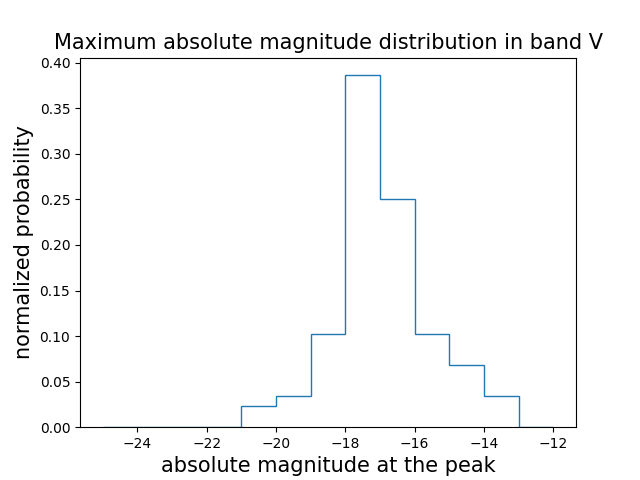 Maximum absolute magnitude distribution in band V
normalized probability
0.40
0.35
0.30
0.25
0.20
0.15
0.10
0.05
0.00
−24 −22 −20 −18 −16 −14 −12
absolute magnitude at the peak